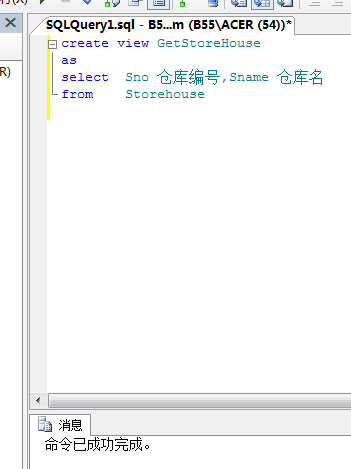 SQLQuery1.sql - B5...m (B55\ACER (54))*
R)
create view GetStoreHouse
as
select Sno 仓库编号,Sname 仓库名
from Storehouse
消息
命令已成功完成。